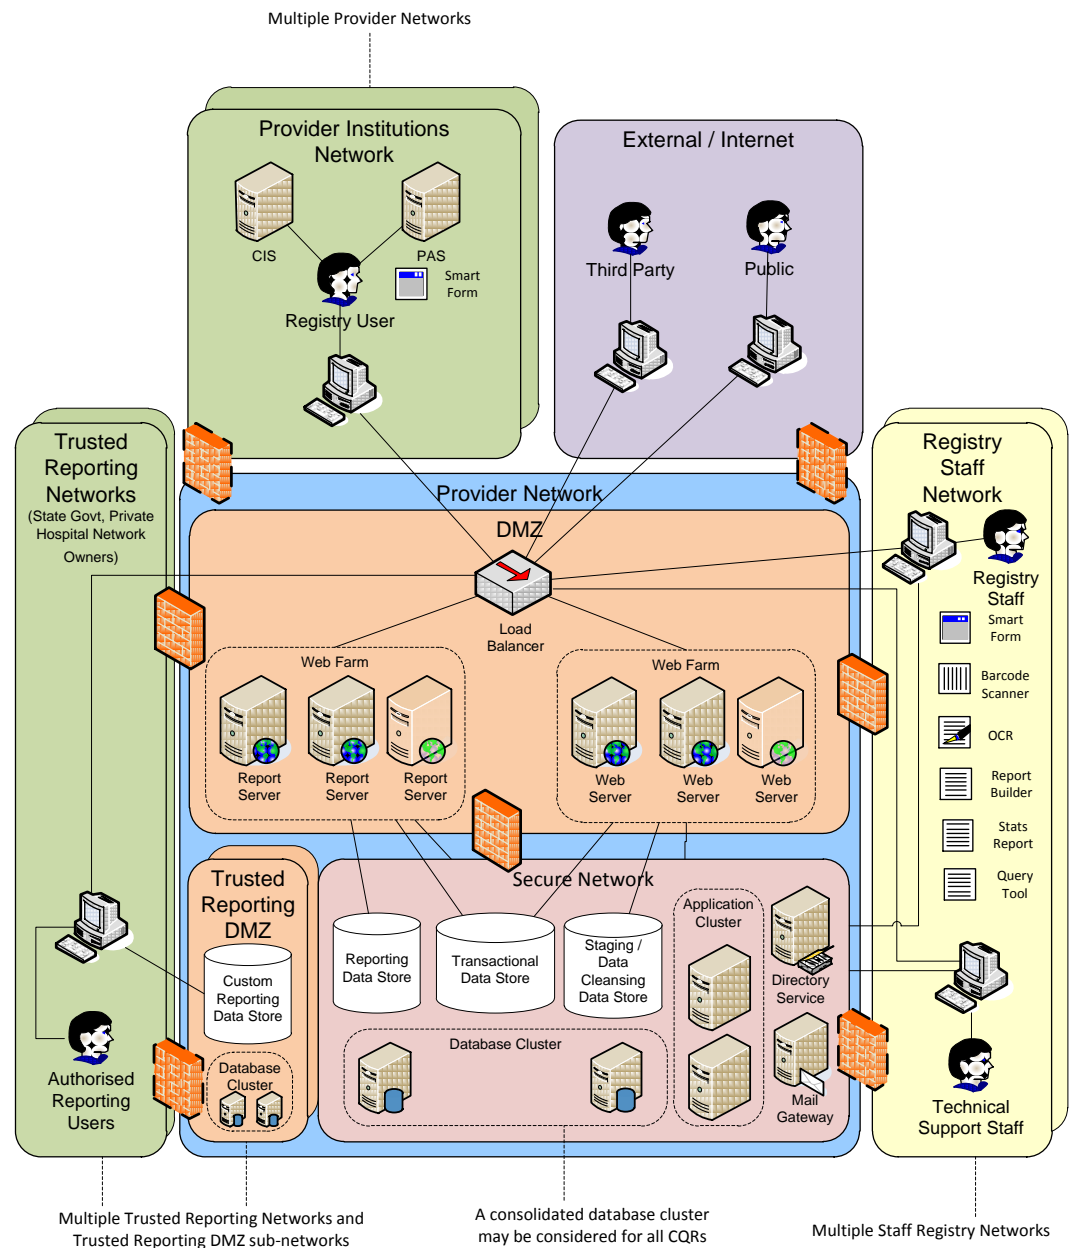 Multiple Provider Networks
Provider Institutions
Network
CIS
PAS
Smart
Form
Registry User
External / Internet
Third Party
Public
Trusted
Reporting
Networks
(State Govt, Private
Hospital Network
Owners)
Registry
Staff
Network
Registry
Staff
Smart
Form
Barcode
Scanner
OCR
Report
Builder
Stats
Report
Query
Tool
Provider Network
DMZ
Load
Balancer
Web Farm
Report
Server
Report
Server
Report
Server
Web Farm
Web
Server
Web
Server
Web
Server
Trusted
Reporting
DMZ
Custom
Reporting
Data Store
Database
Cluster
Secure Network
Reporting
Data Store
Transactional
Data Store
Staging /
Data
Cleansing
Data Store
Application
Cluster
Directory
Service
Database Cluster
Mail
Gateway
Authorised
Reporting
Users
Technical
Support Staff
Multiple Trusted Reporting Networks and
Trusted Reporting DMZ sub-networks
A consolidated database cluster
may be considered for all CQRs
Multiple Staff Registry Networks